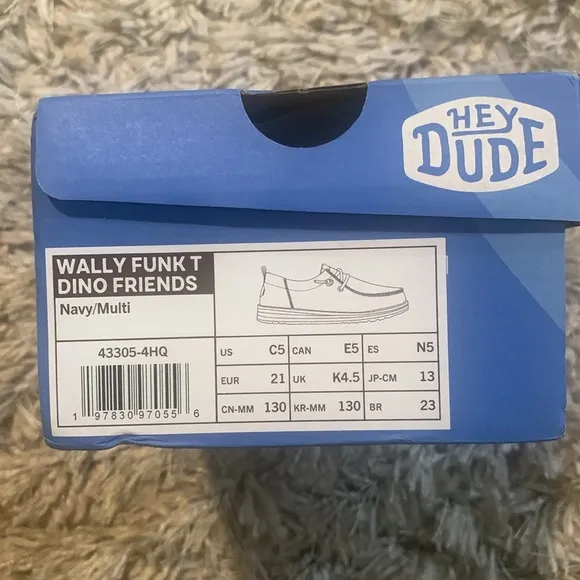 HEY
DUDE
WALLY FUNK T
DINO FRIENDS
Navy/Multi
43305-4HQ
1 97830 97055 6
US C5 CAN E5 ES N5
EUR 21 UK K4.5 JP-CM 13
CN-MM 130 KR-MM 130 BR 23